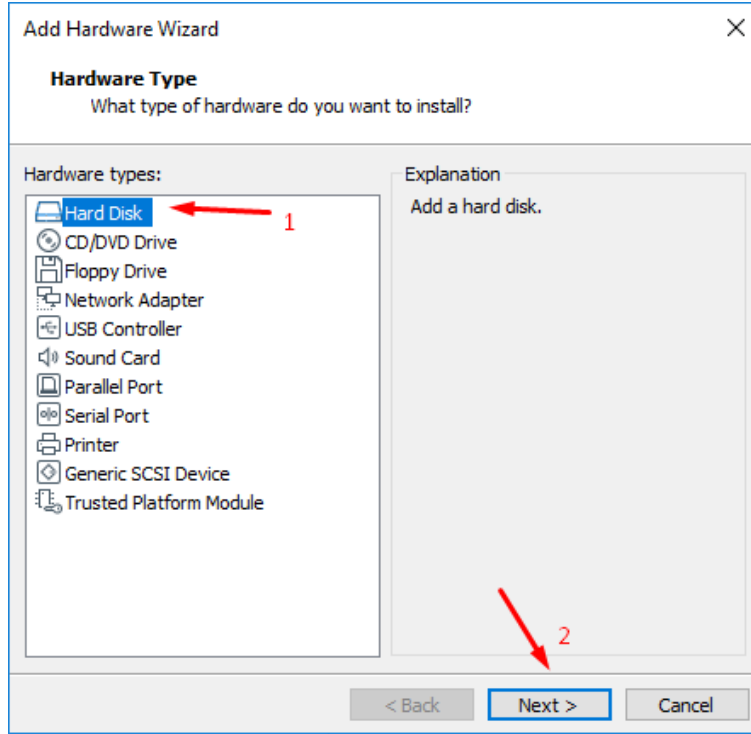 Add Hardware Wizard
Hardware Type
What type of hardware do you want to install?
Hardware types:
Hard Disk
1
CD/DVD Drive
Floppy Drive
Network Adapter
USB Controller
Sound Card
Parallel Port
Serial Port
Printer
Generic SCSI Device
Trusted Platform Module
Explanation
Add a hard disk.
2
< Back
Next >
Cancel